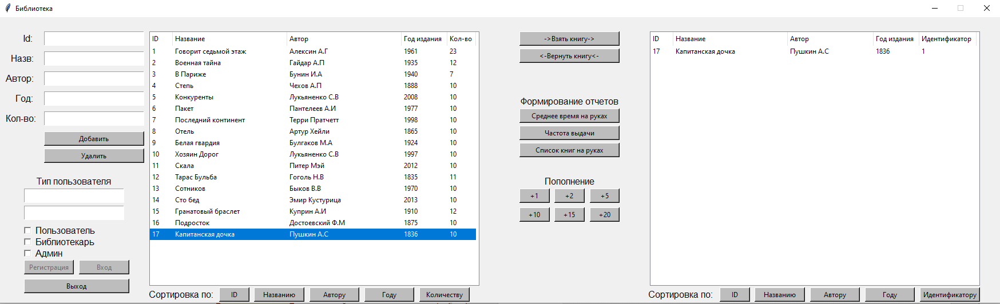 Библиотека
Id:
Назв:
Автор:
Год:
Кол-во:
Добавить
Удалить
Тип пользователя
Пользователь
Библиотекарь
Админ
Регистрация Вход
Выход
ID Название Автор Год издания Кол-во
1 Говорит седьмой этаж Алексин А.Г 1961 23
2 Военная тайна Гайдар А.П 1935 12
3 В Париже Бунин И.А 1940 7
4 Степь Чехов А.П 1888 10
5 Конкуренты Лукьяненко С.В 2008 10
6 Пакет Пантелеев А.И 1977 10
7 Последний континент Терри Пратчетт 1998 10
8 Отель Артур Хейли 1865 10
9 Белая гвардия Булгаков М.А 1924 10
10 Хозяин Дорог Лукьяненко С.В 1997 10
11 Скала Питер Мэй 2012 10
12 Тарас Бульба Гоголь Н.В 1835 11
13 Сотников Быков В.В 1970 10
14 Сто бед Эмир Кустурица 2013 10
15 Гранатовый браслет Куприн А.И 1910 12
16 Подросток Достоевский Ф.М 1875 10
17 Капитанская дочка Пушкин А.С 1836 10
Сортировка по: ID Названию Автору Году Количеству
->Взять книгу->
<-Вернуть книгу<-
Формирование отчетов
Среднее время на руках
Частота выдачи
Список книг на руках
Пополнение
+1 +2 +5
+10 +15 +20
ID Название Автор Год издания Идентификатор
17 Капитанская дочка Пушкин А.С 1836 1
Сортировка по: ID Названию Автору Году Идентификатору